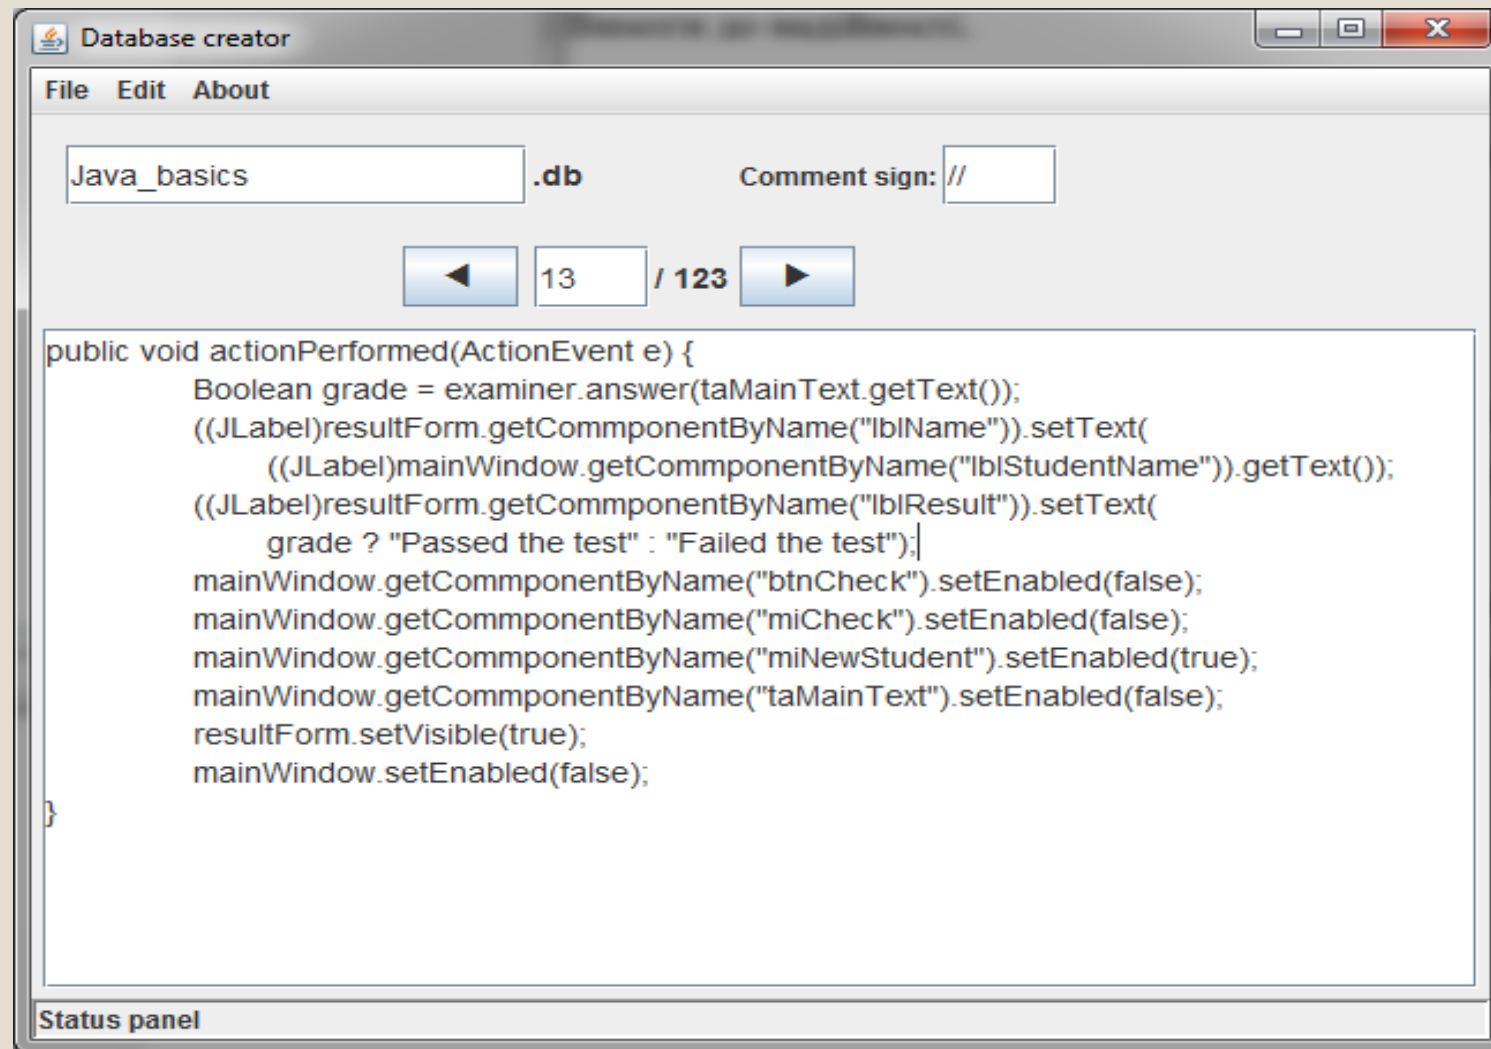 Database creator
File Edit About
Java_basics .db Comment sign: //
13 / 123
public void actionPerformed(ActionEvent e) {
Boolean grade = examiner.answer(taMainText.getText());
((JLabel)resultForm.getCommponentByName("lblName")).setText(
((JLabel)mainWindow.getCommponentByName("lblStudentName")).getText());
((JLabel)resultForm.getCommponentByName("lblResult")).setText(
grade ? "Passed the test" : "Failed the test");
mainWindow.getCommponentByName("btnCheck").setEnabled(false);
mainWindow.getCommponentByName("miCheck").setEnabled(false);
mainWindow.getCommponentByName("miNewStudent").setEnabled(true);
mainWindow.getCommponentByName("taMainText").setEnabled(false);
resultForm.setVisible(true);
mainWindow.setEnabled(false);
}
Status panel